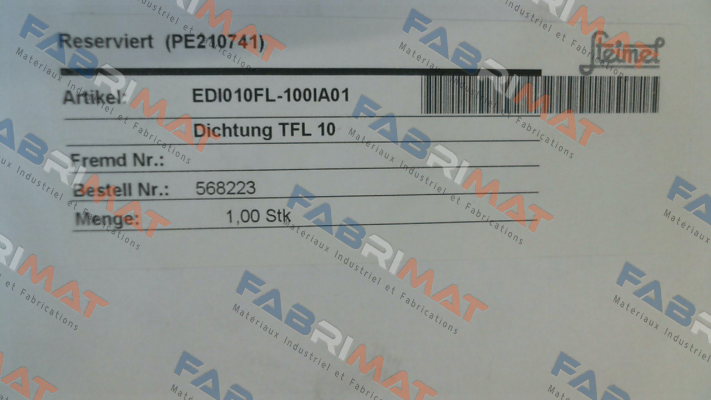 Reserviert (PE210741)
Steimel
Artikel: EDI010FL-100IA01
Dichtung TFL 10
Fremd Nr.:
Bestell Nr.: 568223
Menge: 1,00 Stk
FABRIMAT
Matériaux Industriel et Fabrications